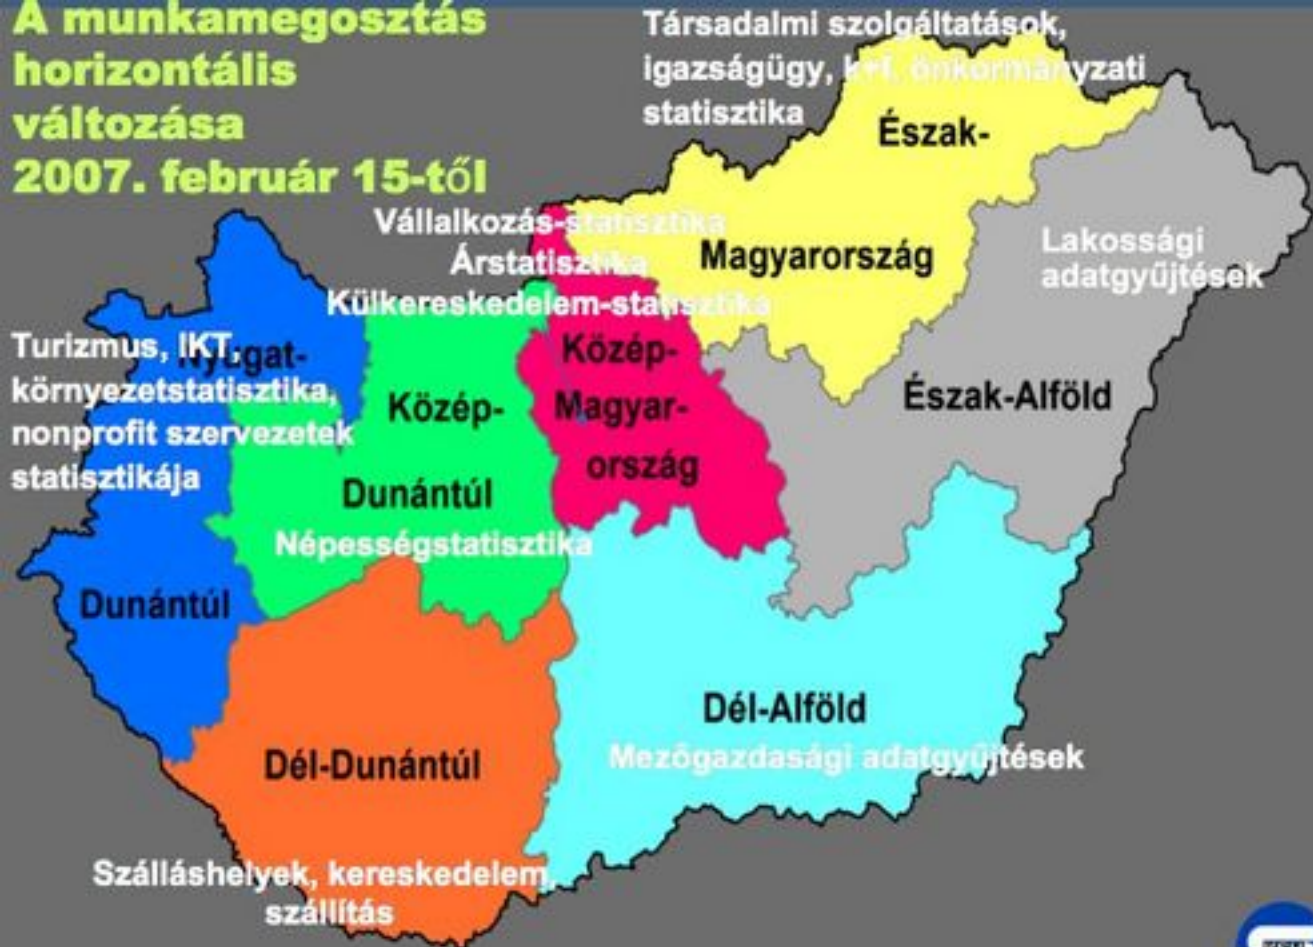 A munkamegosztás
horizontális
változása
2007. február 15-től
Társadalmi szolgáltatások,
igazságügy, k+f, önkormányzati
statisztika
Észak-
Magyarország
Vállalkozás-statisztika
Árstatisztika
Külkereskedelem-statisztika
Lakossági
adatgyűjtések
Turizmus, IKT,
környezetstatisztika,
nonprofit szervezetek
statisztikája
Nyugat-
Dunántúl
Közép-
Dunántúl
Népességstatisztika
Közép-
Magyar-
ország
Észak-Alföld
Dél-Alföld
Mezőgazdasági adatgyűjtések
Dél-Dunántúl
Szálláshelyek, kereskedelem,
szállítás